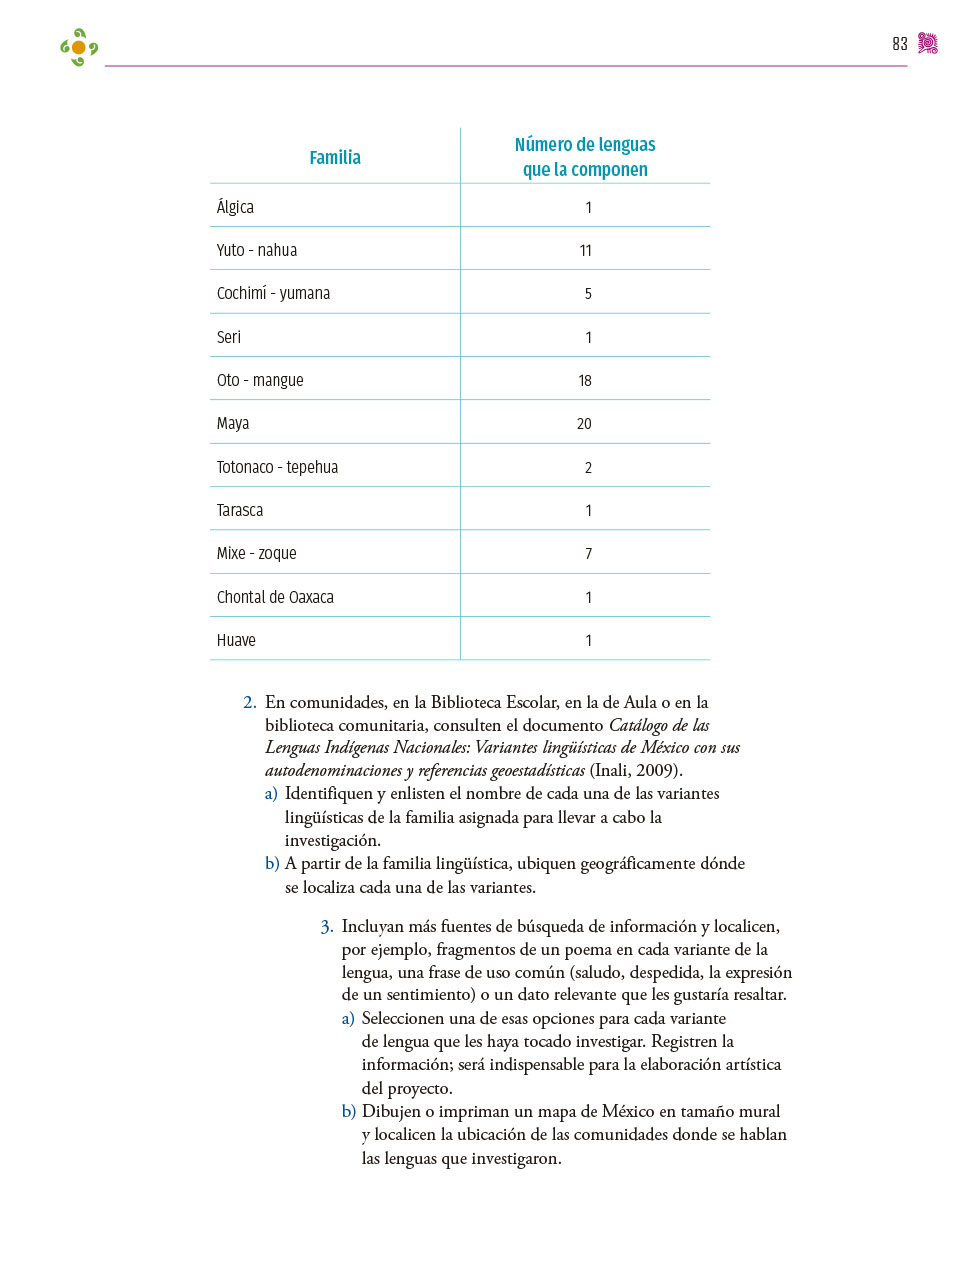 83
Familia
Número de lenguas
que la componen
Álgica 1
Yuto - nahua 11
Cochimí - yumana 5
Seri 1
Oto - mangue 18
Maya 20
Totonaco - tepehua 2
Tarasca 1
Mixe - zoque 7
Chontal de Oaxaca 1
Huave 1
2. En comunidades, en la Biblioteca Escolar, en la de Aula o en la
biblioteca comunitaria, consulten el documento Catálogo de las
Lenguas Indígenas Nacionales: Variantes lingüísticas de México con sus
autodenominaciones y referencias geoestadísticas (Inali, 2009).
a) Identifiquen y enlisten el nombre de cada una de las variantes
lingüísticas de la familia asignada para llevar a cabo la
investigación.
b) A partir de la familia lingüística, ubiquen geográficamente dónde
se localiza cada una de las variantes.
3. Incluyan más fuentes de búsqueda de información y localicen,
por ejemplo, fragmentos de un poema en cada variante de la
lengua, una frase de uso común (saludo, despedida, la expresión
de un sentimiento) o un dato relevante que les gustaría resaltar.
a) Seleccionen una de esas opciones para cada variante
de lengua que les haya tocado investigar. Registren la
información; será indispensable para la elaboración artística
del proyecto.
b) Dibujen o impriman un mapa de México en tamaño mural
y localicen la ubicación de las comunidades donde se hablan
las lenguas que investigaron.